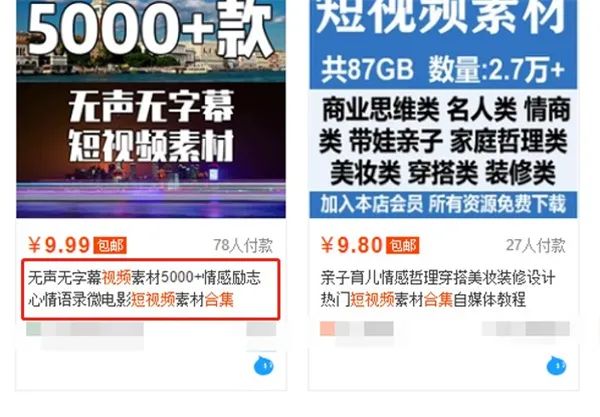 5000+款
无声无字幕
短视频素材
¥9.99 包邮 78人付款
无声无字幕视频素材5000+情感励志
心情语录微电影短视频素材合集
短视频素材
共87GB 数量:2.7万+
商业思维类 名人类 情商
类 带娃亲子 家庭哲理类
美妆类 穿搭类 装修类
加入本店会员 所有资源免费下载
¥9.80 包邮 27人付款
亲子育儿情感哲理穿搭美妆装修设计
热门短视频素材合集自媒体教程